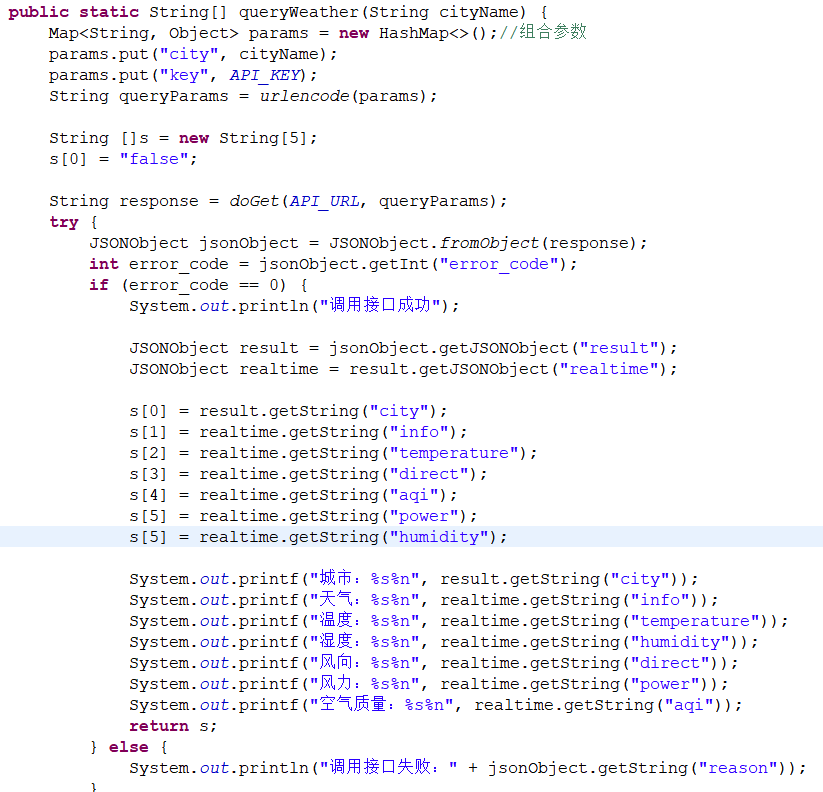 public static String[] queryWeather(String cityName) {
    Map<String, Object> params = new HashMap<>();//组合参数
    params.put("city", cityName);
    params.put("key", API_KEY);
    String queryParams = urlencode(params);

    String []s = new String[5];
    s[0] = "false";

    String response = doGet(API_URL, queryParams);
    try {
        JSONObject jsonObject = JSONObject.fromObject(response);
        int error_code = jsonObject.getInt("error_code");
        if (error_code == 0) {
            System.out.println("调用接口成功");

            JSONObject result = jsonObject.getJSONObject("result");
            JSONObject realtime = result.getJSONObject("realtime");

            s[0] = result.getString("city");
            s[1] = realtime.getString("info");
            s[2] = realtime.getString("temperature");
            s[3] = realtime.getString("direct");
            s[4] = realtime.getString("aqi");
            s[5] = realtime.getString("power");
            s[5] = realtime.getString("humidity");

            System.out.printf("城市：%s%n", result.getString("city"));
            System.out.printf("天气：%s%n", realtime.getString("info"));
            System.out.printf("温度：%s%n", realtime.getString("temperature"));
            System.out.printf("湿度：%s%n", realtime.getString("humidity"));
            System.out.printf("风向：%s%n", realtime.getString("direct"));
            System.out.printf("风力：%s%n", realtime.getString("power"));
            System.out.printf("空气质量：%s%n", realtime.getString("aqi"));
            return s;
        } else {
            System.out.println("调用接口失败：" + jsonObject.getString("reason"));
        }